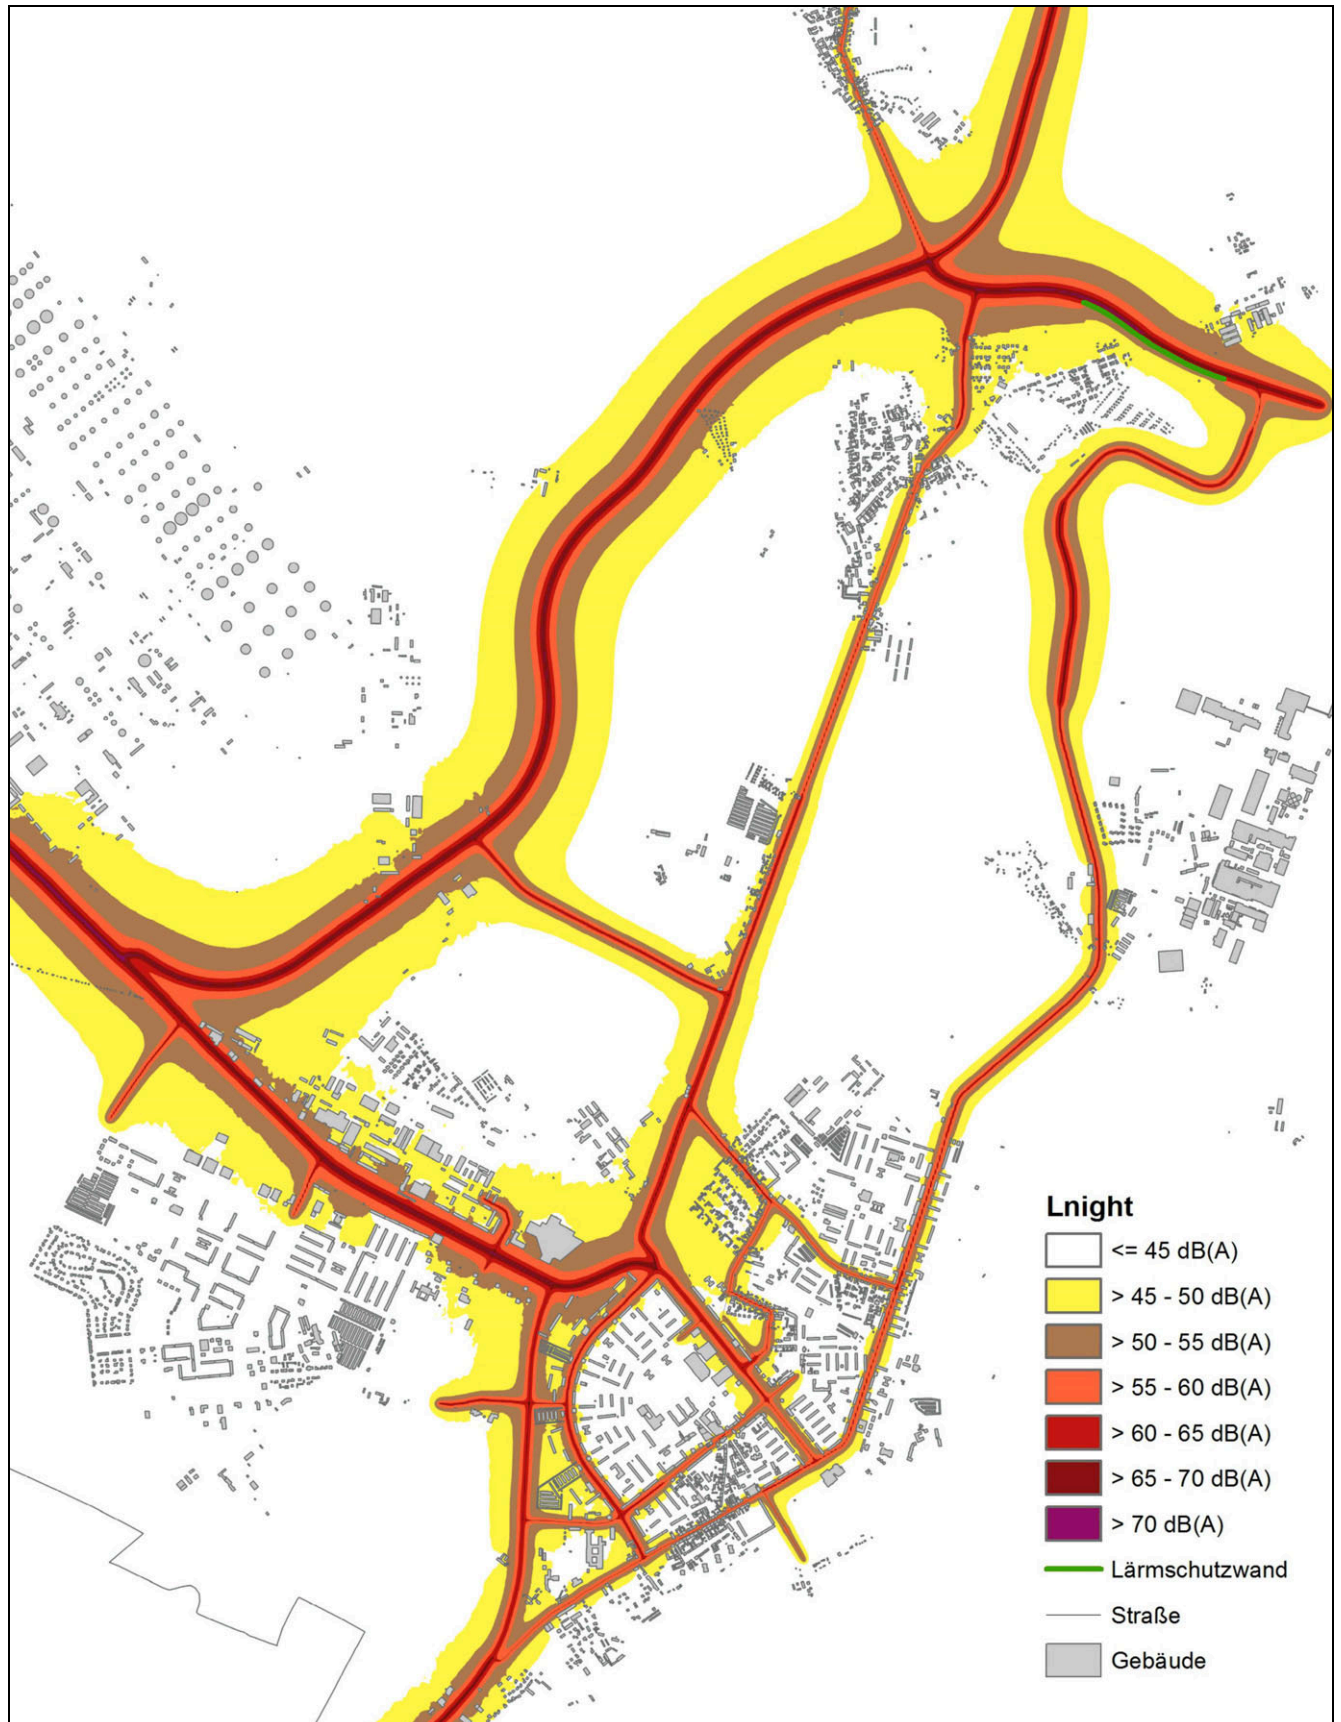 Lnight
<= 45 dB(A)
> 45 - 50 dB(A)
> 50 - 55 dB(A)
> 55 - 60 dB(A)
> 60 - 65 dB(A)
> 65 - 70 dB(A)
> 70 dB(A)
Lärmschutzwand
Straße
Gebäude